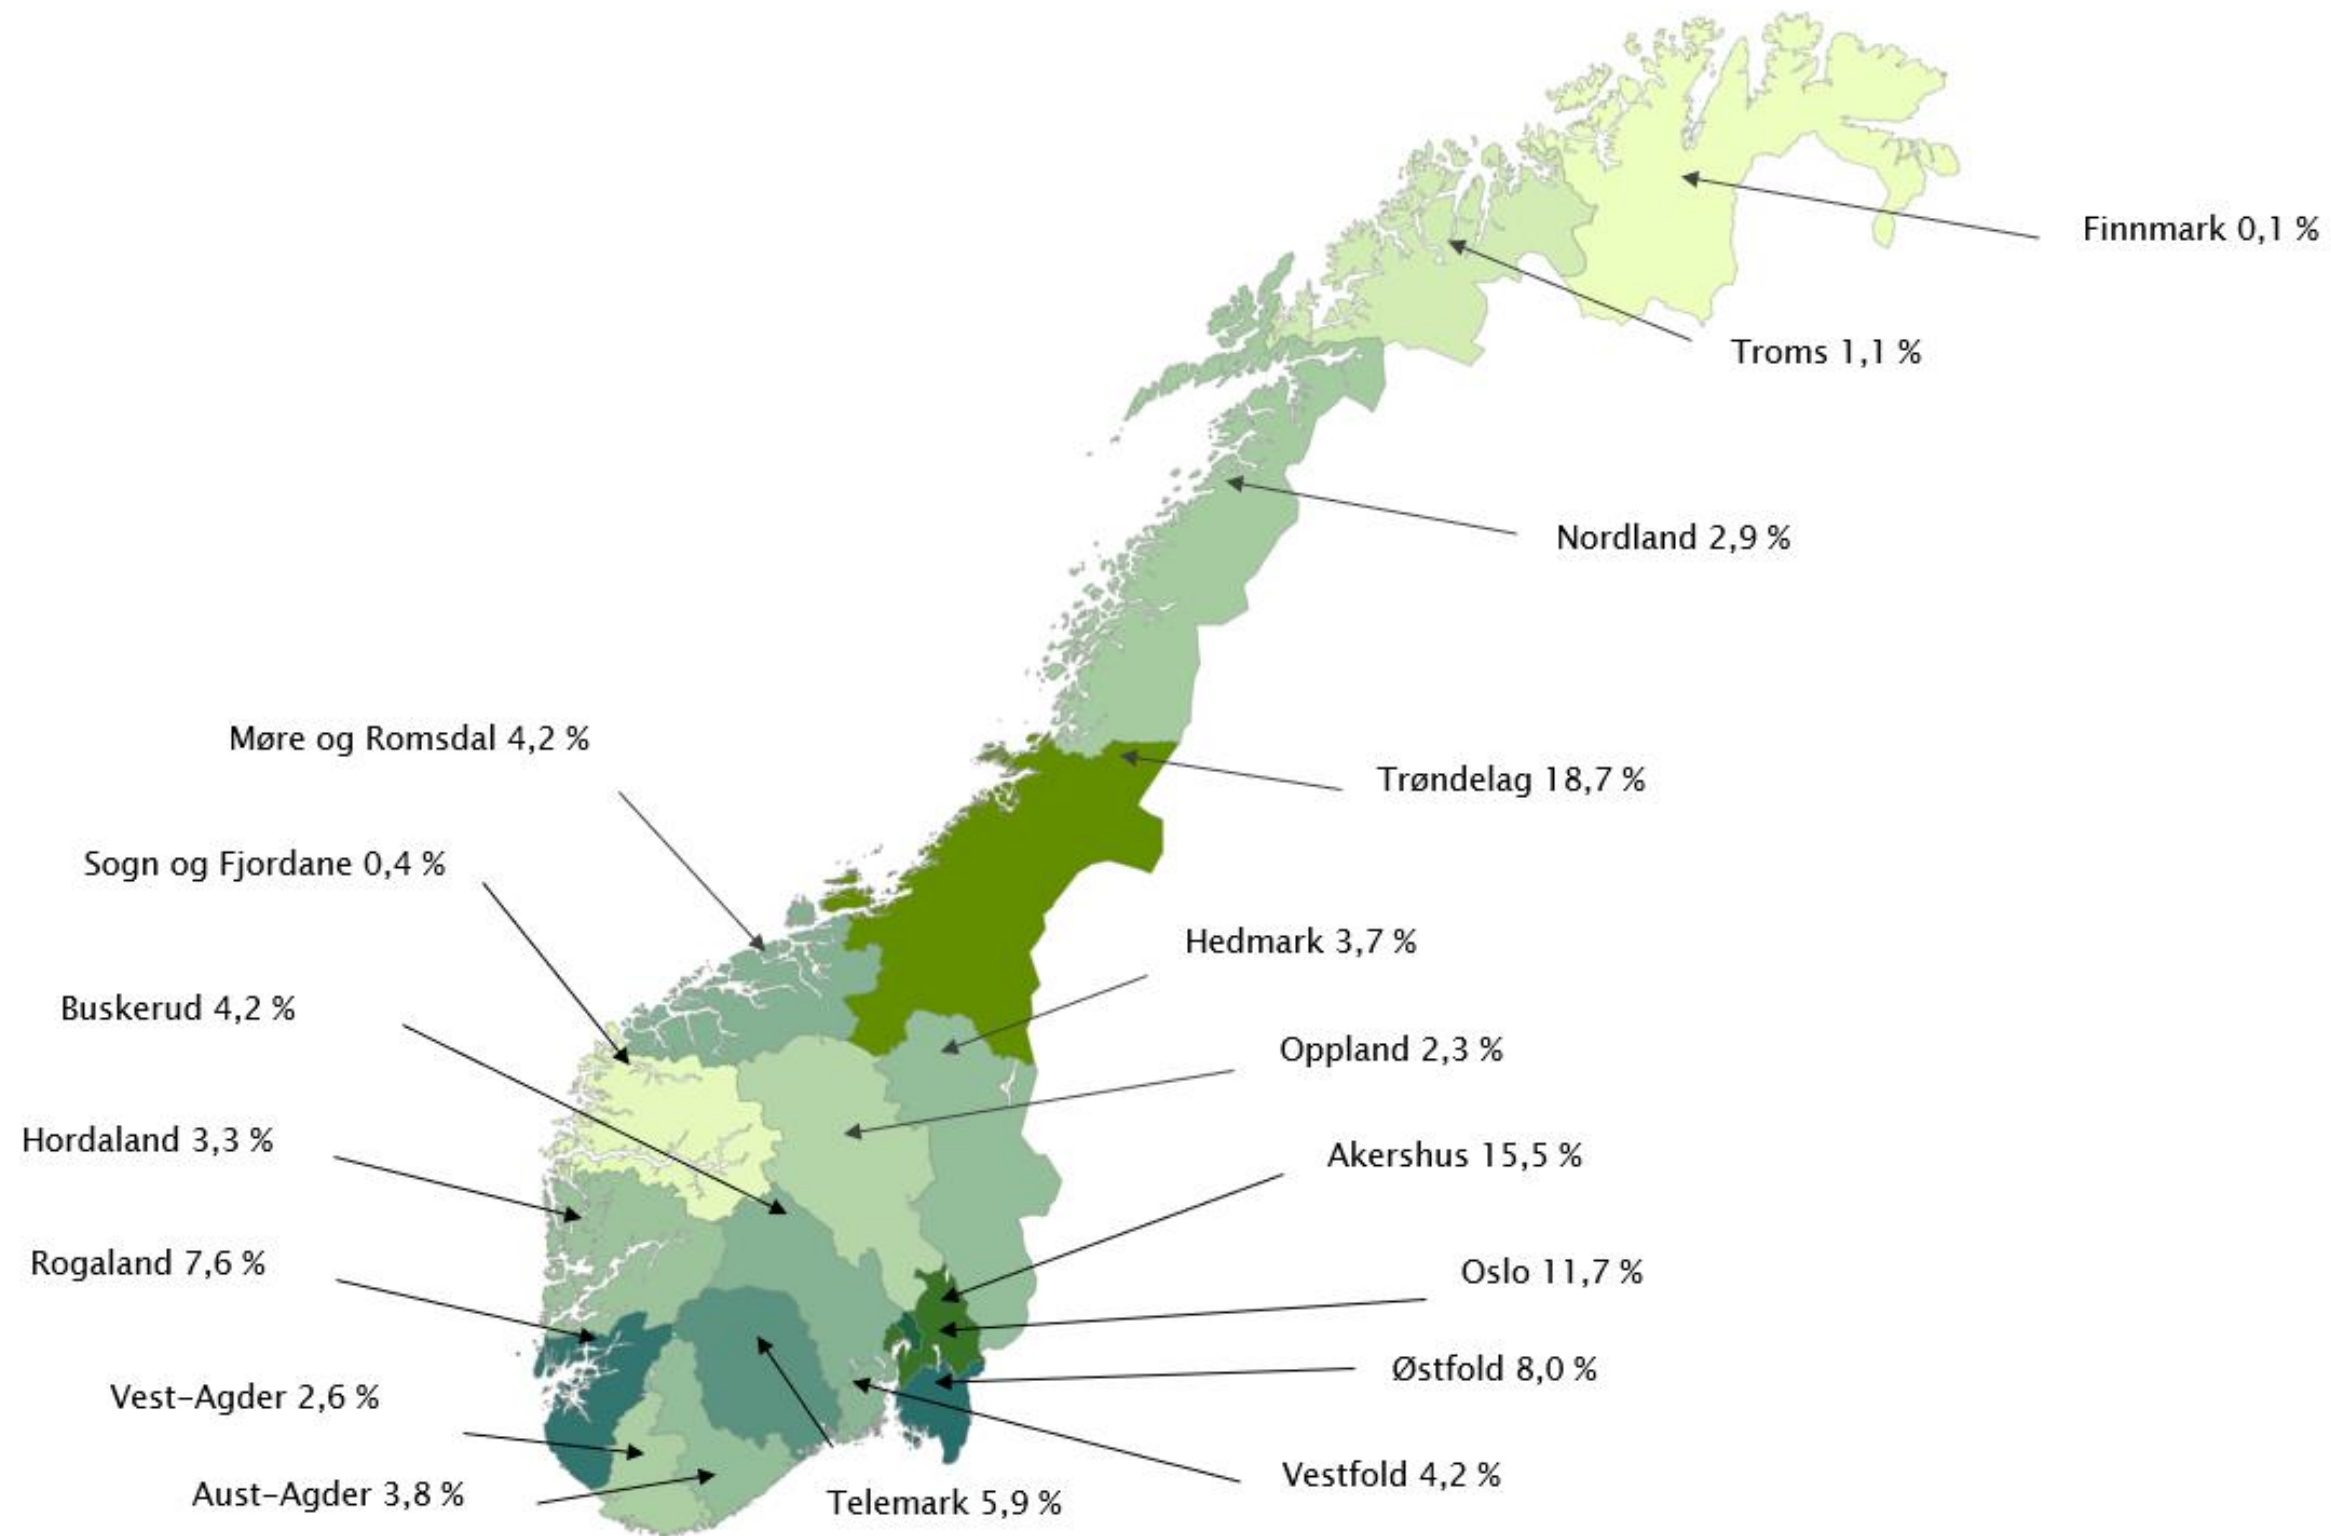 Finnmark 0,1 %
Troms 1,1 %
Nordland 2,9 %
Møre og Romsdal 4,2 %
Trøndelag 18,7 %
Sogn og Fjordane 0,4 %
Hedmark 3,7 %
Buskerud 4,2 %
Oppland 2,3 %
Hordaland 3,3 %
Akershus 15,5 %
Rogaland 7,6 %
Oslo 11,7 %
Østfold 8,0 %
Vest-Agder 2,6 %
Vestfold 4,2 %
Aust-Agder 3,8 %
Telemark 5,9 %